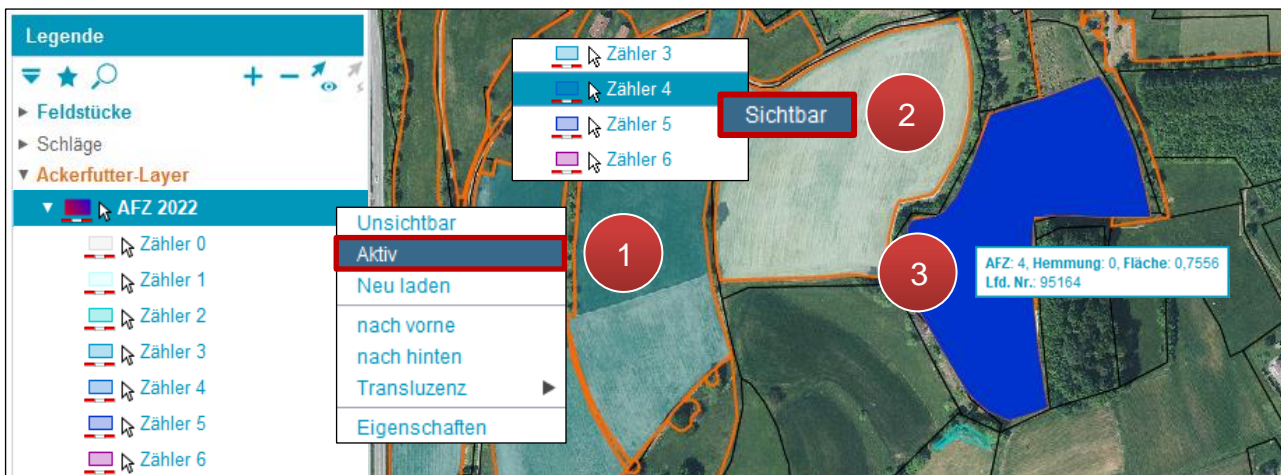 Legende
Feldstücke
Schläge
Ackerfutter-Layer
AFZ 2022
Zähler 0
Zähler 1
Zähler 2
Zähler 3
Zähler 4
Zähler 5
Zähler 6
Unsichtbar
Aktiv
Neu laden
nach vorne
nach hinten
Transluzenz
Eigenschaften
1
Zähler 3
Zähler 4
Zähler 5
Zähler 6
Sichtbar
2
3
AFZ: 4, Hemmung: 0, Fläche: 0,7556
Lfd. Nr.: 95164